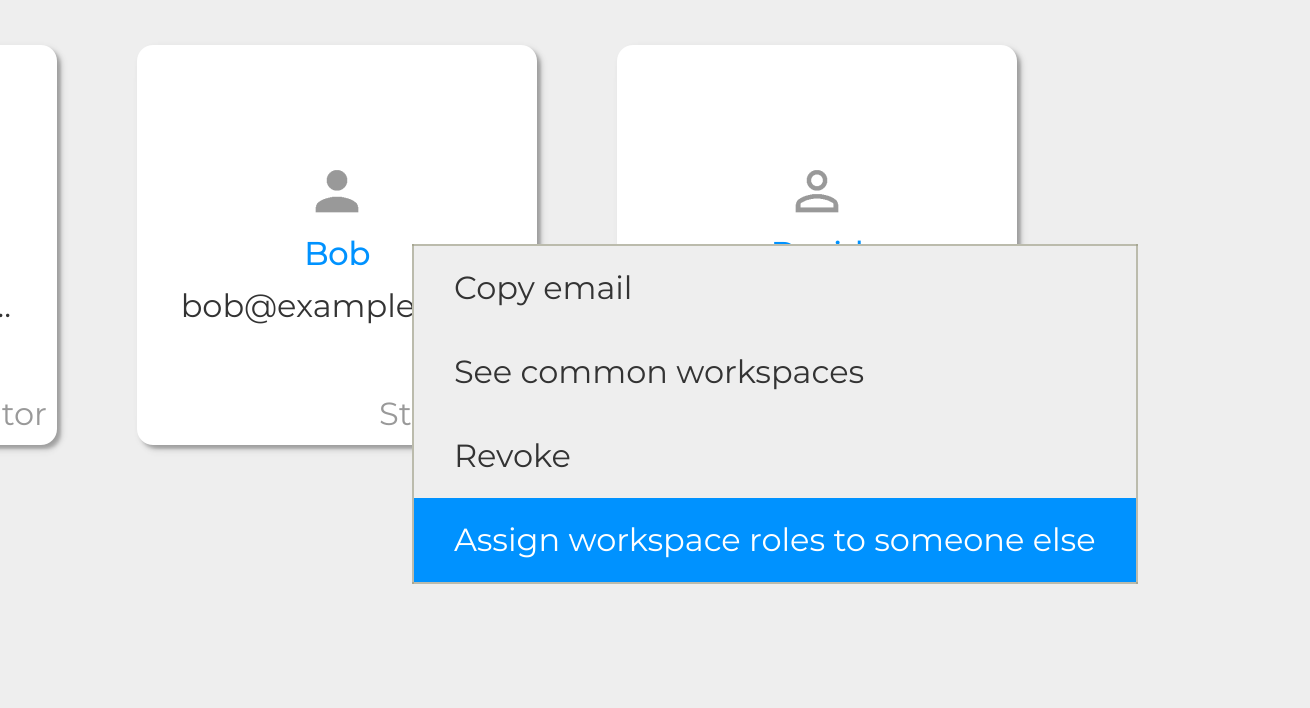 ..
tor
Bob
bob@example
St
Copy email
See common workspaces
Revoke
Assign workspace roles to someone else